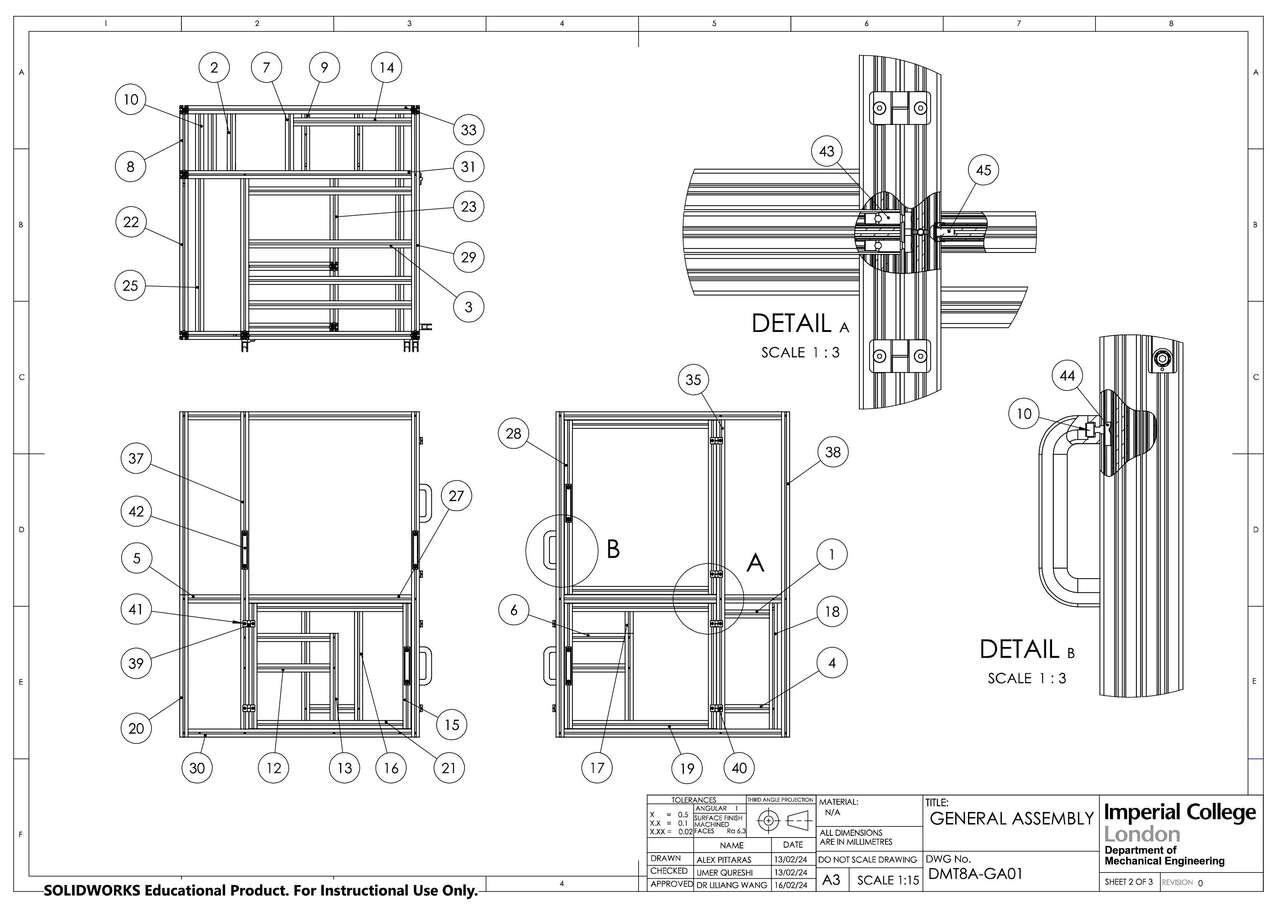 1 2 3 4 5 6 7 8
A A
2 7 9 14
10
33
8
31
22
23
29
25
3
B B
43
45
DETAIL A
SCALE 1 : 3
C C
35
28
38
44
10
37
27
42
5
B
A
1
41
6
18
39
4
20
15
DETAIL B
SCALE 1 : 3
D D
E E
30 12 13 16 21
17 19 40
F
TOLERANCES
X = 0.5
X.X = 0.1
X.XX = 0.02
ANGULAR 1
SURFACE FINISH
MACHINED
FACES Ra 6.3
THIRD ANGLE PROJECTION
MATERIAL:
N/A
ALL DIMENSIONS
ARE IN MILLIMETRES
TITLE:
GENERAL ASSEMBLY
Imperial College
London
Department of
Mechanical Engineering
NAME DATE
DRAWN ALEX PITTARAS 13/02/24
CHECKED UMER QURESHI 13/02/24
APPROVED DR LILIANG WANG 16/02/24
DO NOT SCALE DRAWING
A3 SCALE 1:15
DWG No.
DMT8A-GA01
SHEET 2 OF 3
REVISION 0
SOLIDWORKS Educational Product. For Instructional Use Only.
4